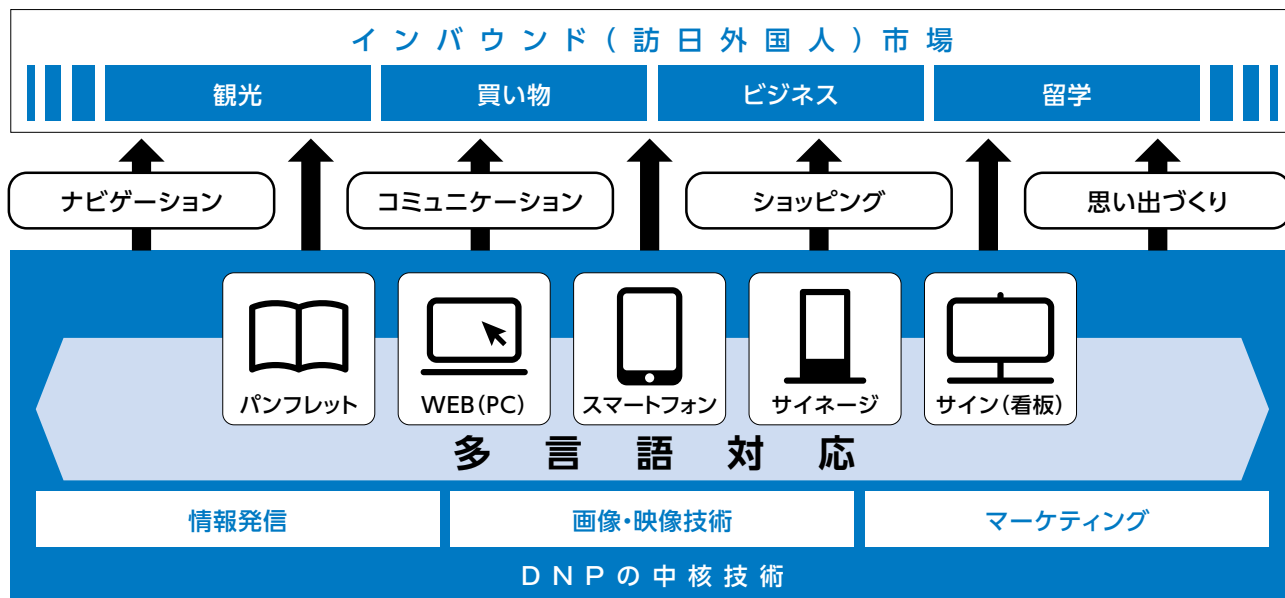 インバウンド(訪日外国人)市場
観光 買い物 ビジネス 留学
ナビゲーション コミュニケーション ショッピング 思い出づくり
パンフレット WEB(PC) スマートフォン サイネージ サイン(看板)
多言語対応
情報発信 画像・映像技術 マーケティング
DNPの中核技術